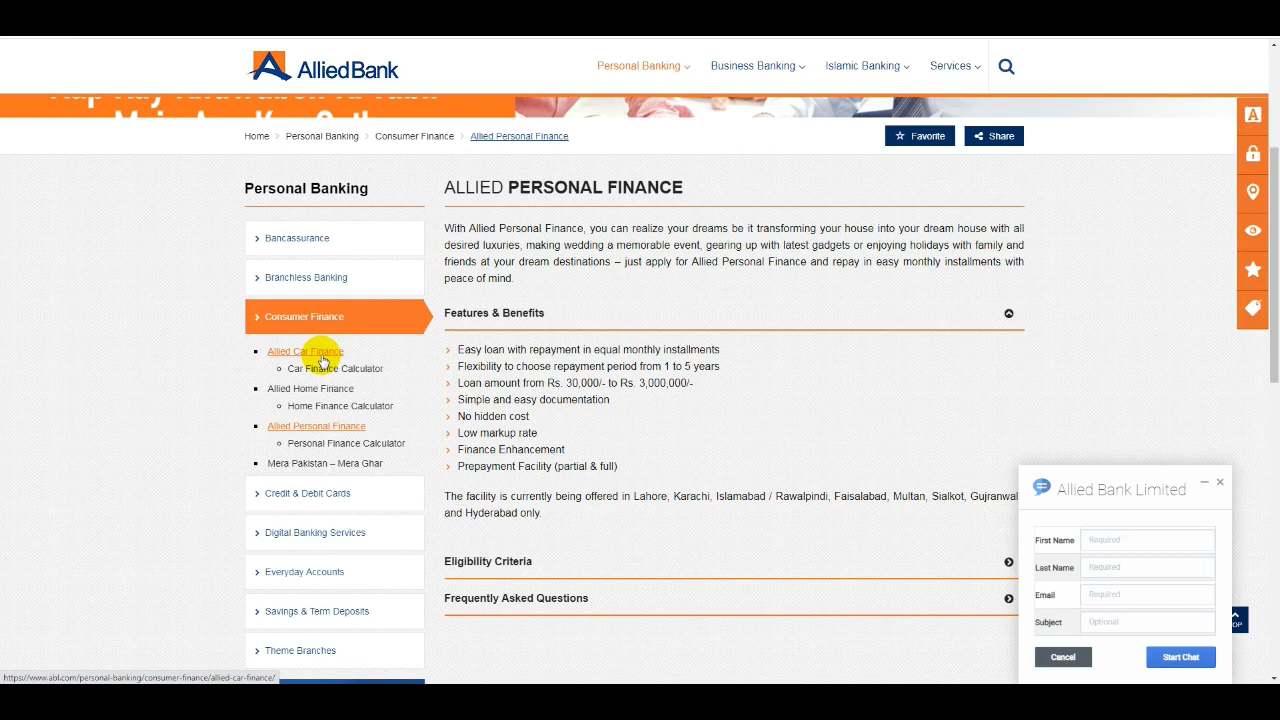 AlliedBank
Personal Banking
Business Banking
Islamic Banking
Services
Home
Personal Banking
Consumer Finance
Allied Personal Finance
Favorite
Share
A
Personal Banking
Bancassurance
Branchless Banking
Consumer Finance
Allied Car Finance
Car Finance Calculator
Allied Home Finance
Home Finance Calculator
Allied Personal Finance
Personal Finance Calculator
Mera Pakistan – Mera Ghar
Credit & Debit Cards
Digital Banking Services
Everyday Accounts
Savings & Term Deposits
Theme Branches
ALLIED PERSONAL FINANCE
With Allied Personal Finance, you can realize your dreams be it transforming your house into your dream house with all
desired luxuries, making wedding a memorable event, gearing up with latest gadgets or enjoying holidays with family and
friends at your dream destinations – just apply for Allied Personal Finance and repay in easy monthly installments with
peace of mind.
Features & Benefits
Easy loan with repayment in equal monthly installments
Flexibility to choose repayment period from 1 to 5 years
Loan amount from Rs. 30,000/- to Rs. 3,000,000/-
Simple and easy documentation
No hidden cost
Low markup rate
Finance Enhancement
Prepayment Facility (partial & full)
The facility is currently being offered in Lahore, Karachi, Islamabad / Rawalpindi, Faisalabad, Multan, Sialkot, Gujranwal
and Hyderabad only.
Eligibility Criteria
Frequently Asked Questions
Allied Bank Limited
First Name Required
Last Name Required
Email Required
Subject Optional
Cancel
Start Chat
OP
https://www.abl.com/personal-banking/consumer-finance/allied-car-finance/